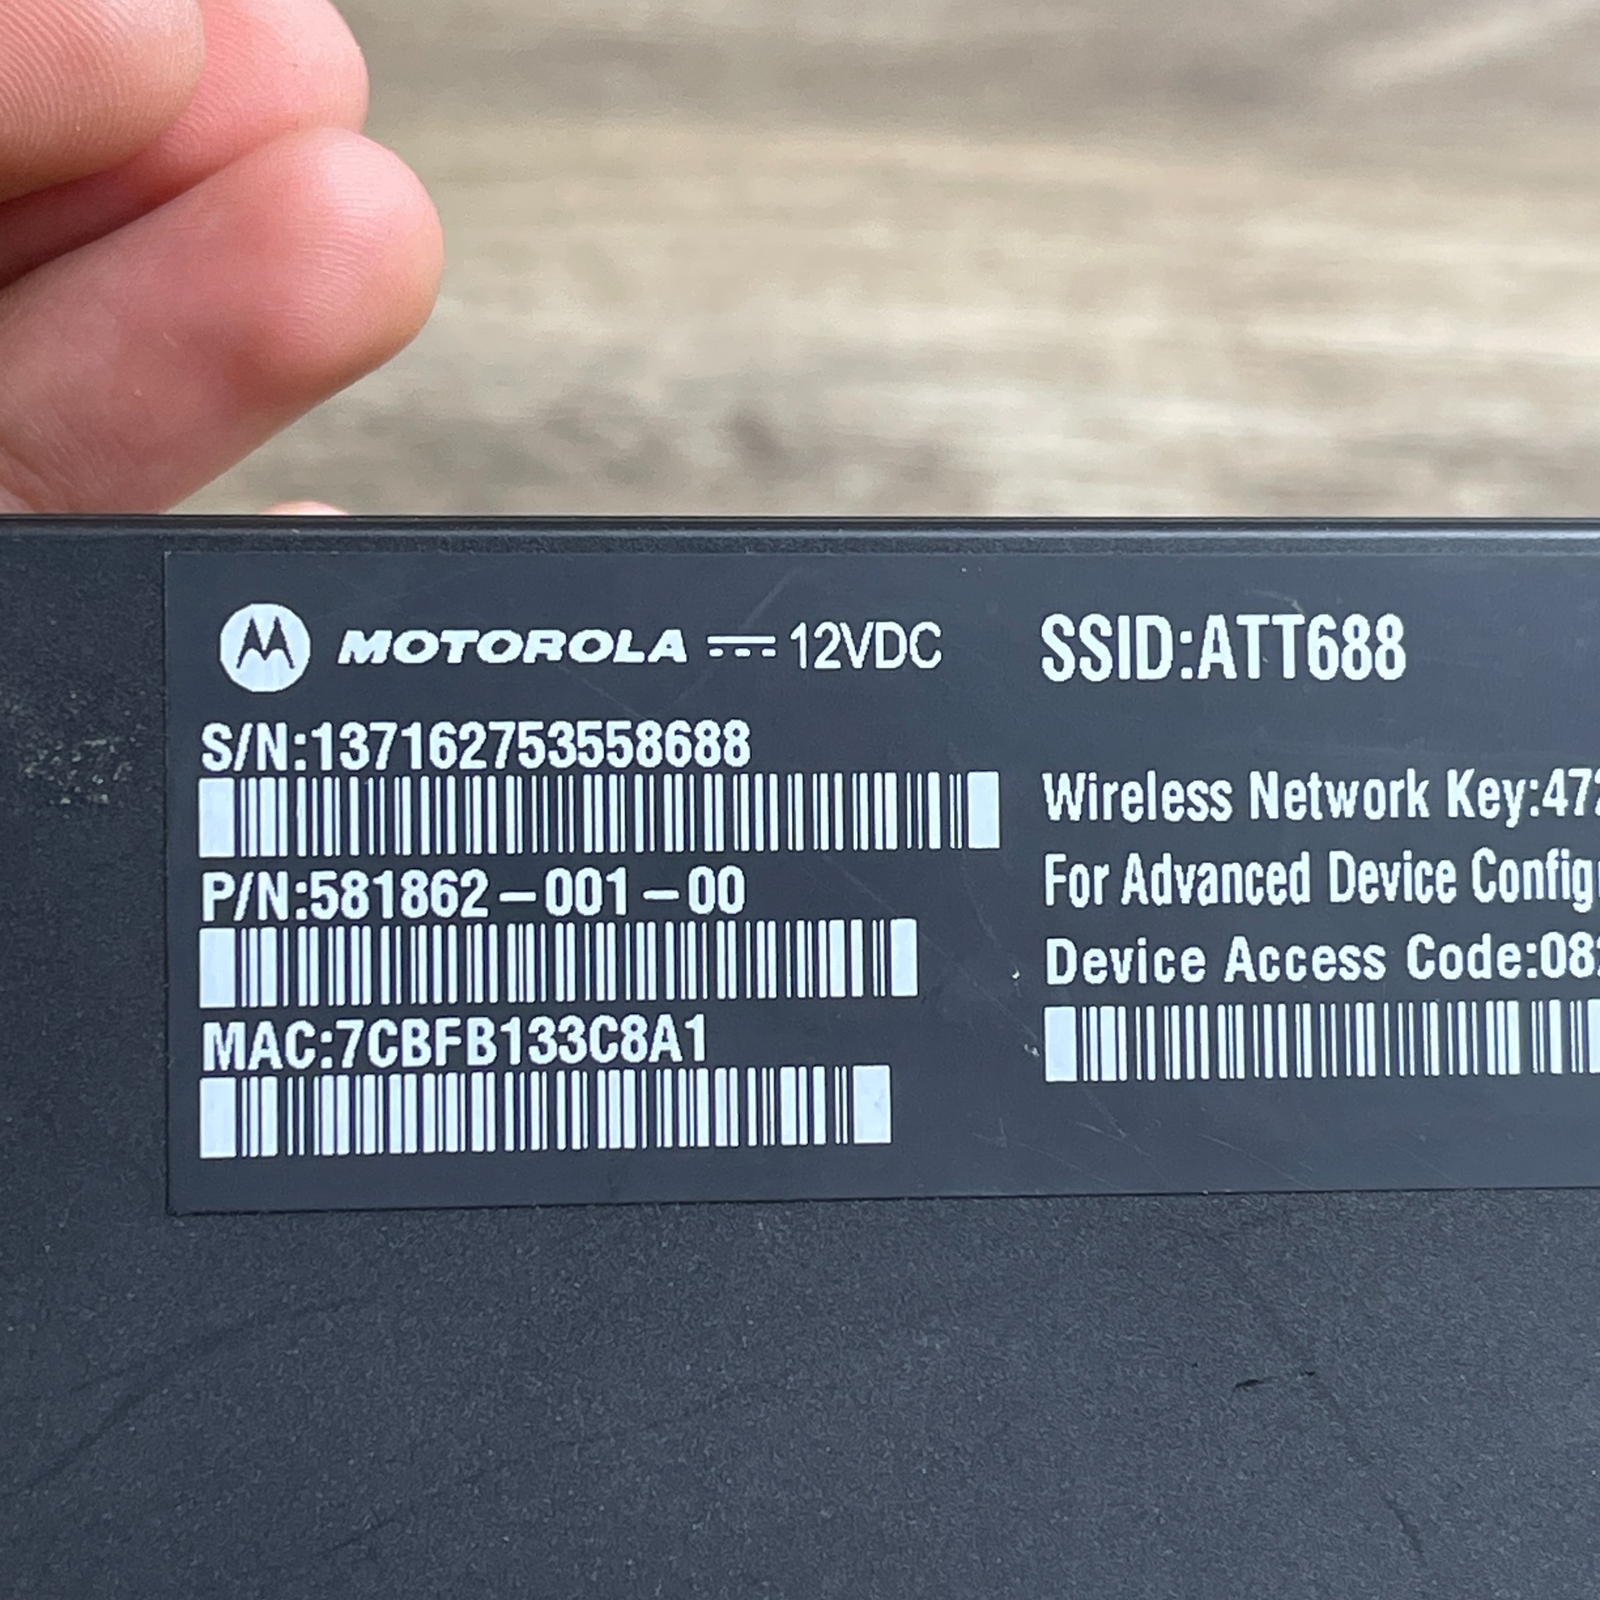 MOTOROLA 12VDC
S/N:137162753558688
P/N:581862-001-00
MAC:7CBFB133C8A1
SSID:ATT688
Wireless Network Key:47
For Advanced Device Config
Device Access Code:08